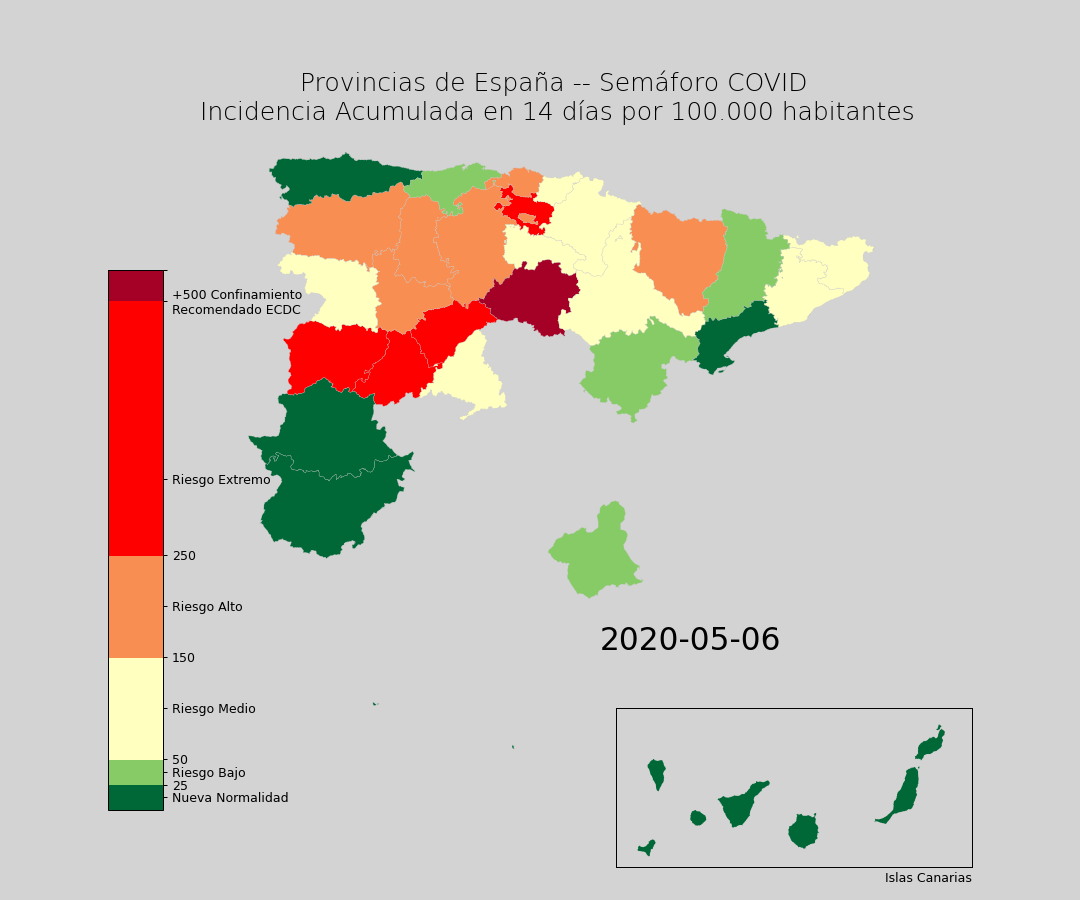 Provincias de España -- Semáforo COVID
Incidencia Acumulada en 14 días por 100.000 habitantes
+500 Confinamiento
Recomendado ECDC
Riesgo Extremo
250
Riesgo Alto
150
Riesgo Medio
50
Riesgo Bajo
25
Nueva Normalidad
2020-05-06
Islas Canarias